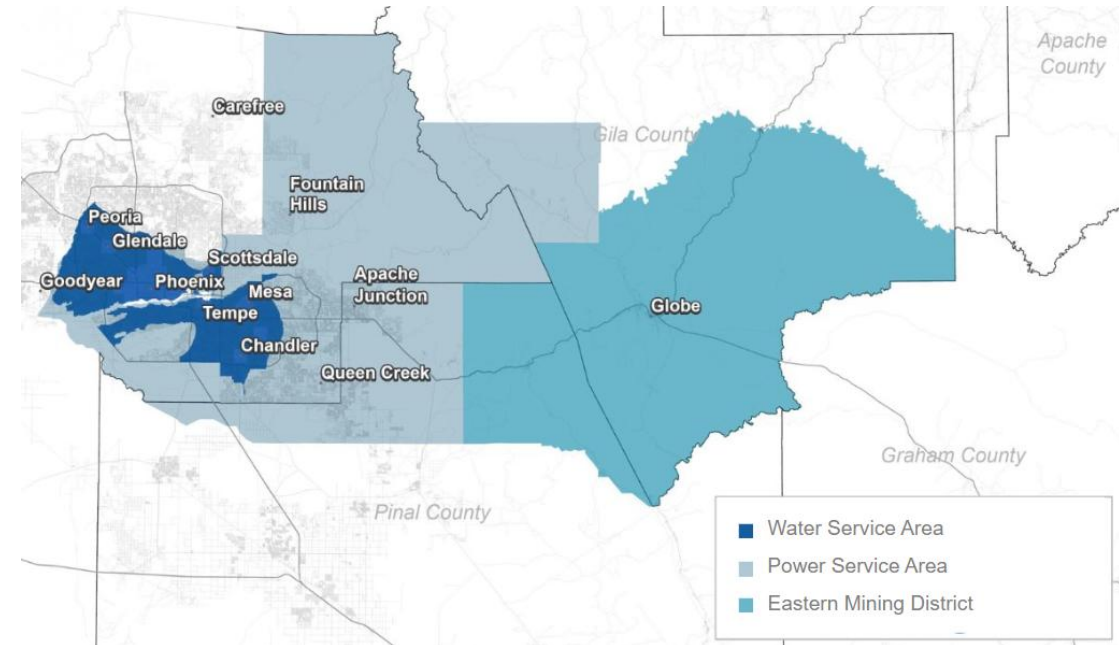 Apache
County
Carefree
Gila County
Fountain
Hills
Peoria
Glendale
Scottsdale
Goodyear
Phoenix
Mesa
Apache
Junction
Tempe
Globe
Chandler
Queen Creek
Graham County
Pinal County
Water Service Area
Power Service Area
Eastern Mining District